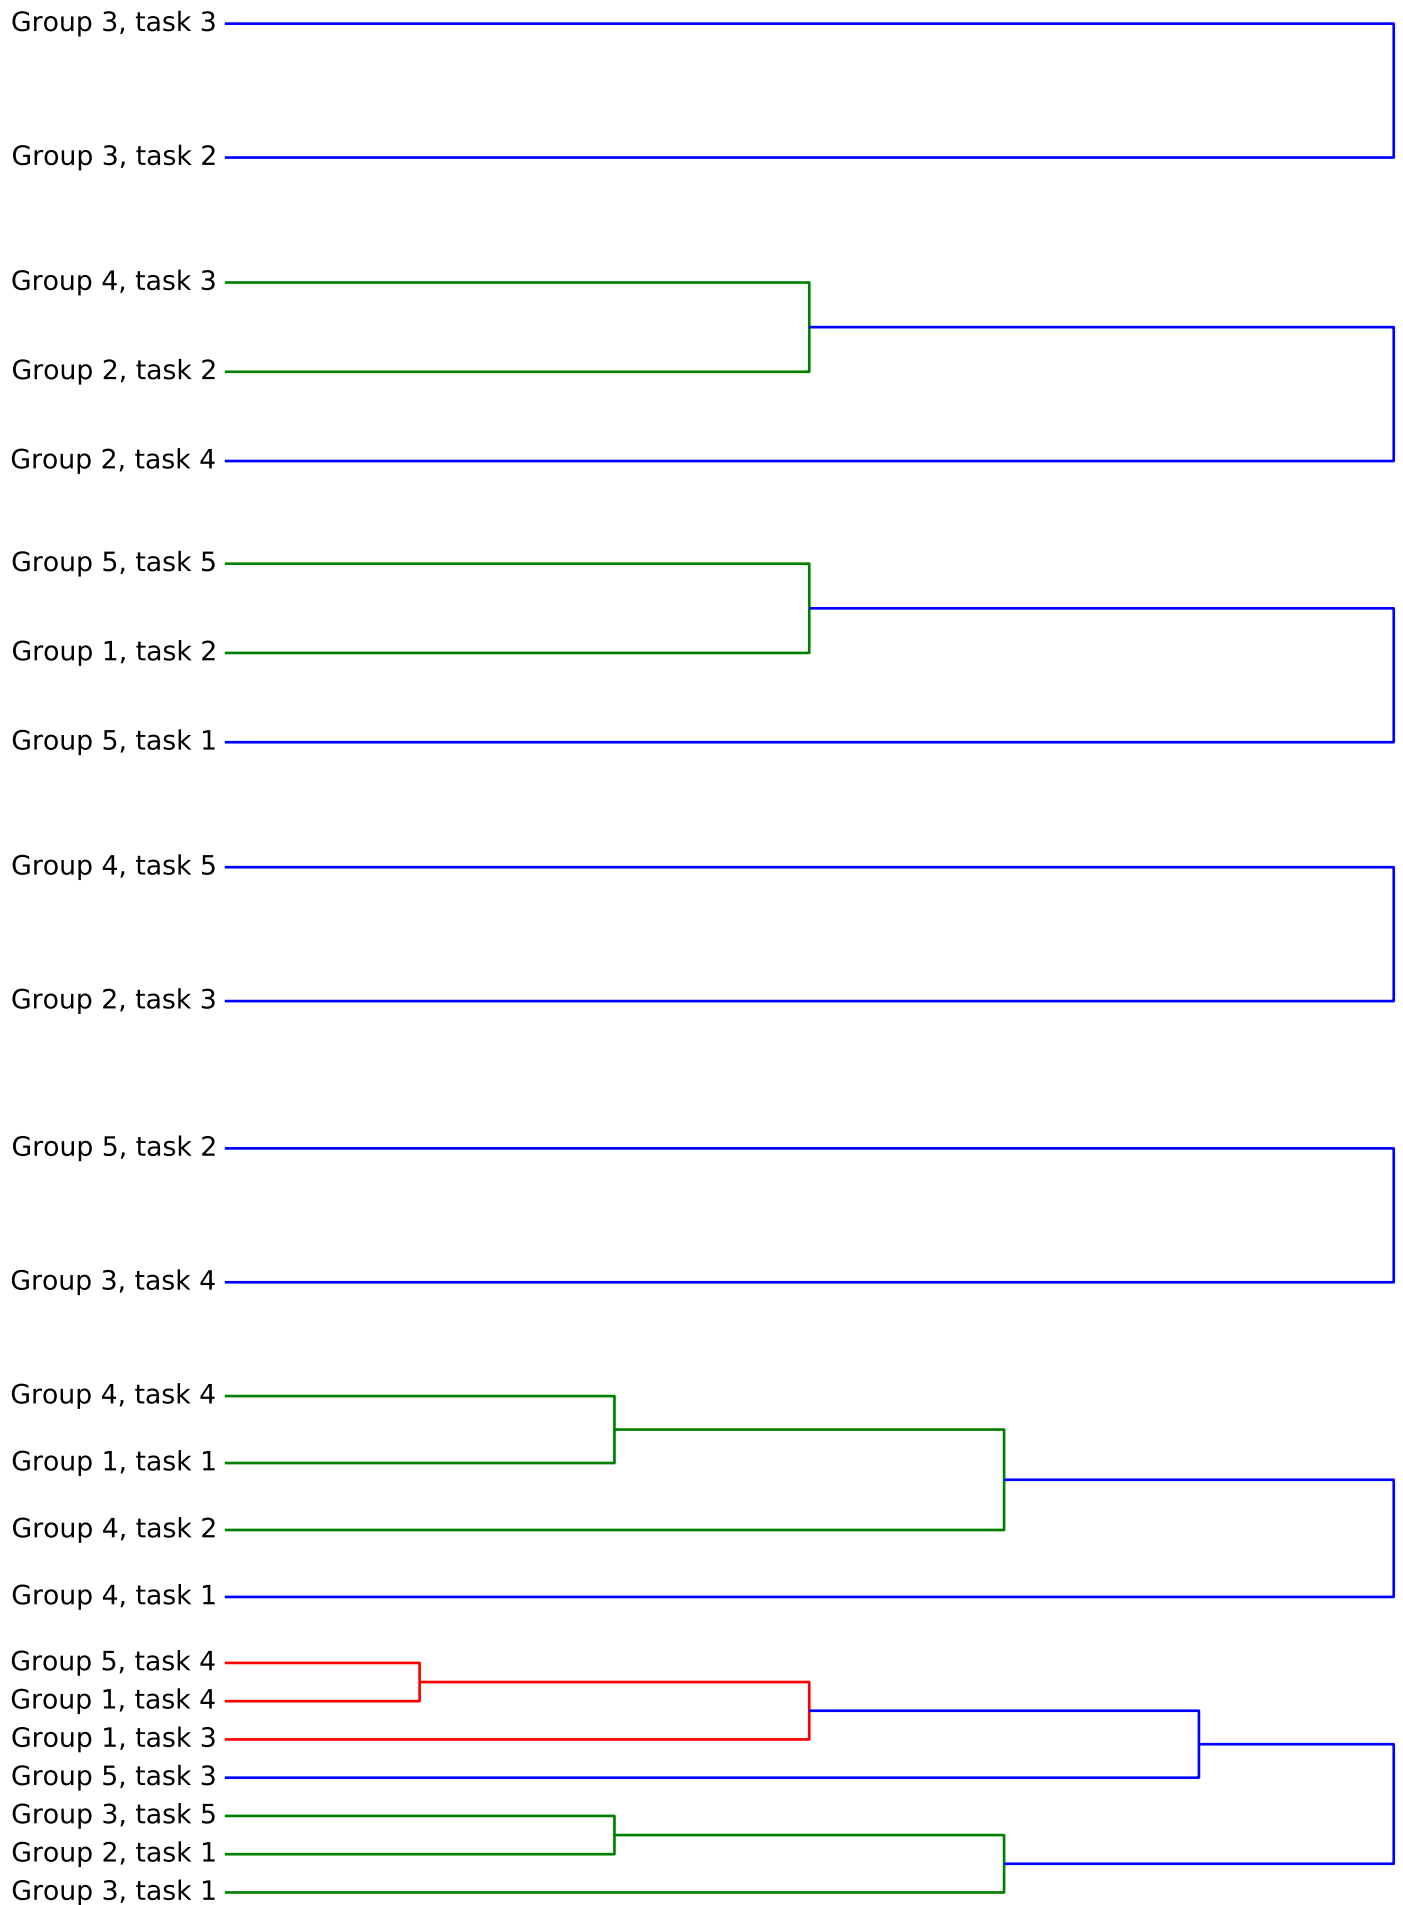 Group 3, task 3
Group 3, task 2
Group 4, task 3
Group 2, task 2
Group 2, task 4
Group 5, task 5
Group 1, task 2
Group 5, task 1
Group 4, task 5
Group 2, task 3
Group 5, task 2
Group 3, task 4
Group 4, task 4
Group 1, task 1
Group 4, task 2
Group 4, task 1
Group 5, task 4
Group 1, task 4
Group 1, task 3
Group 5, task 3
Group 3, task 5
Group 2, task 1
Group 3, task 1